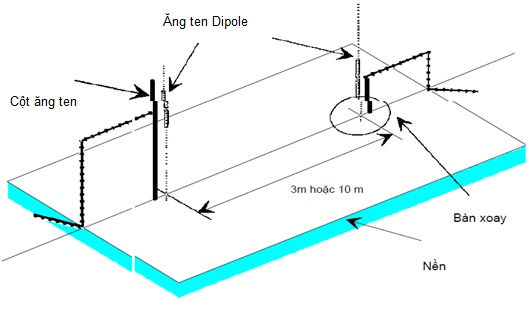 Ăng ten Dipole
Cột ăng ten
3m hoặc 10 m
Bàn xoay
Nền